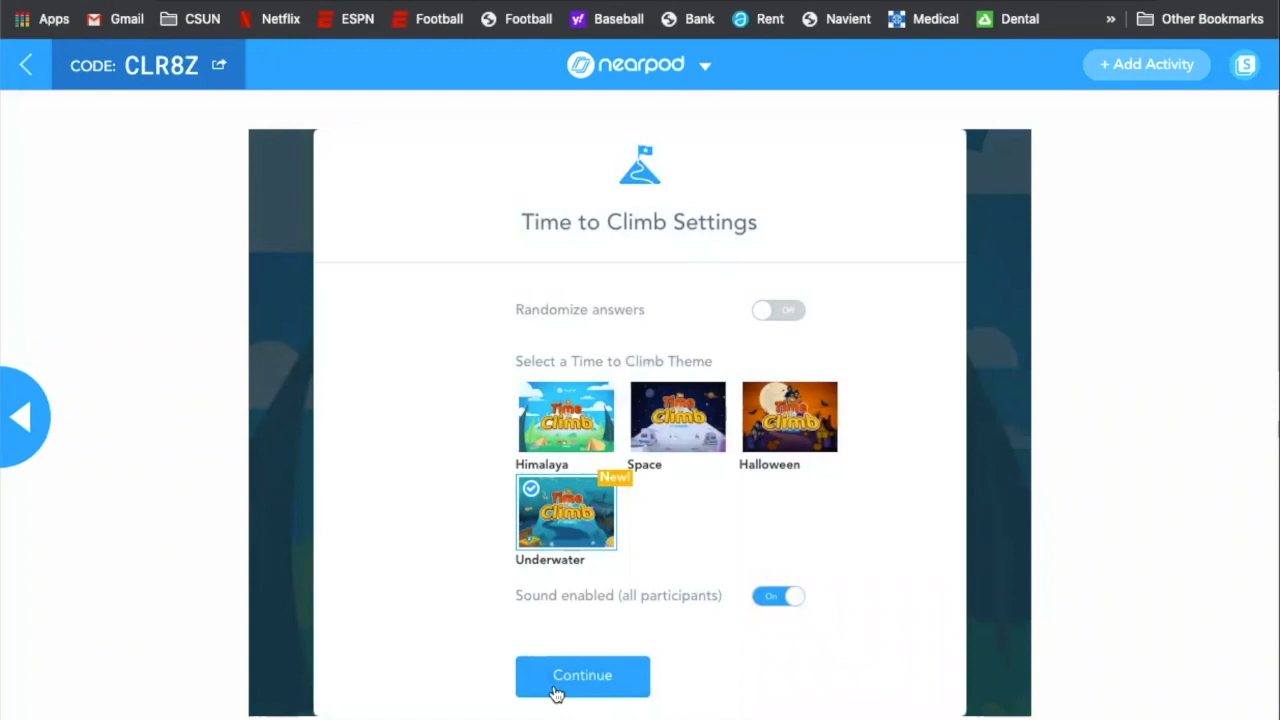 Apps Gmail CSUN Netflix ESPN Football Football Baseball Bank Rent Navient Medical Dental » Other Bookmarks
CODE: CLR8Z nearpod + Add Activity S
Time to Climb Settings
Randomize answers Off
Select a Time to Climb Theme
Time to Climb Time to Climb Time to Climb
Himalaya Space Halloween
New!
Time to Climb
Underwater
Sound enabled (all participants) On
Continue